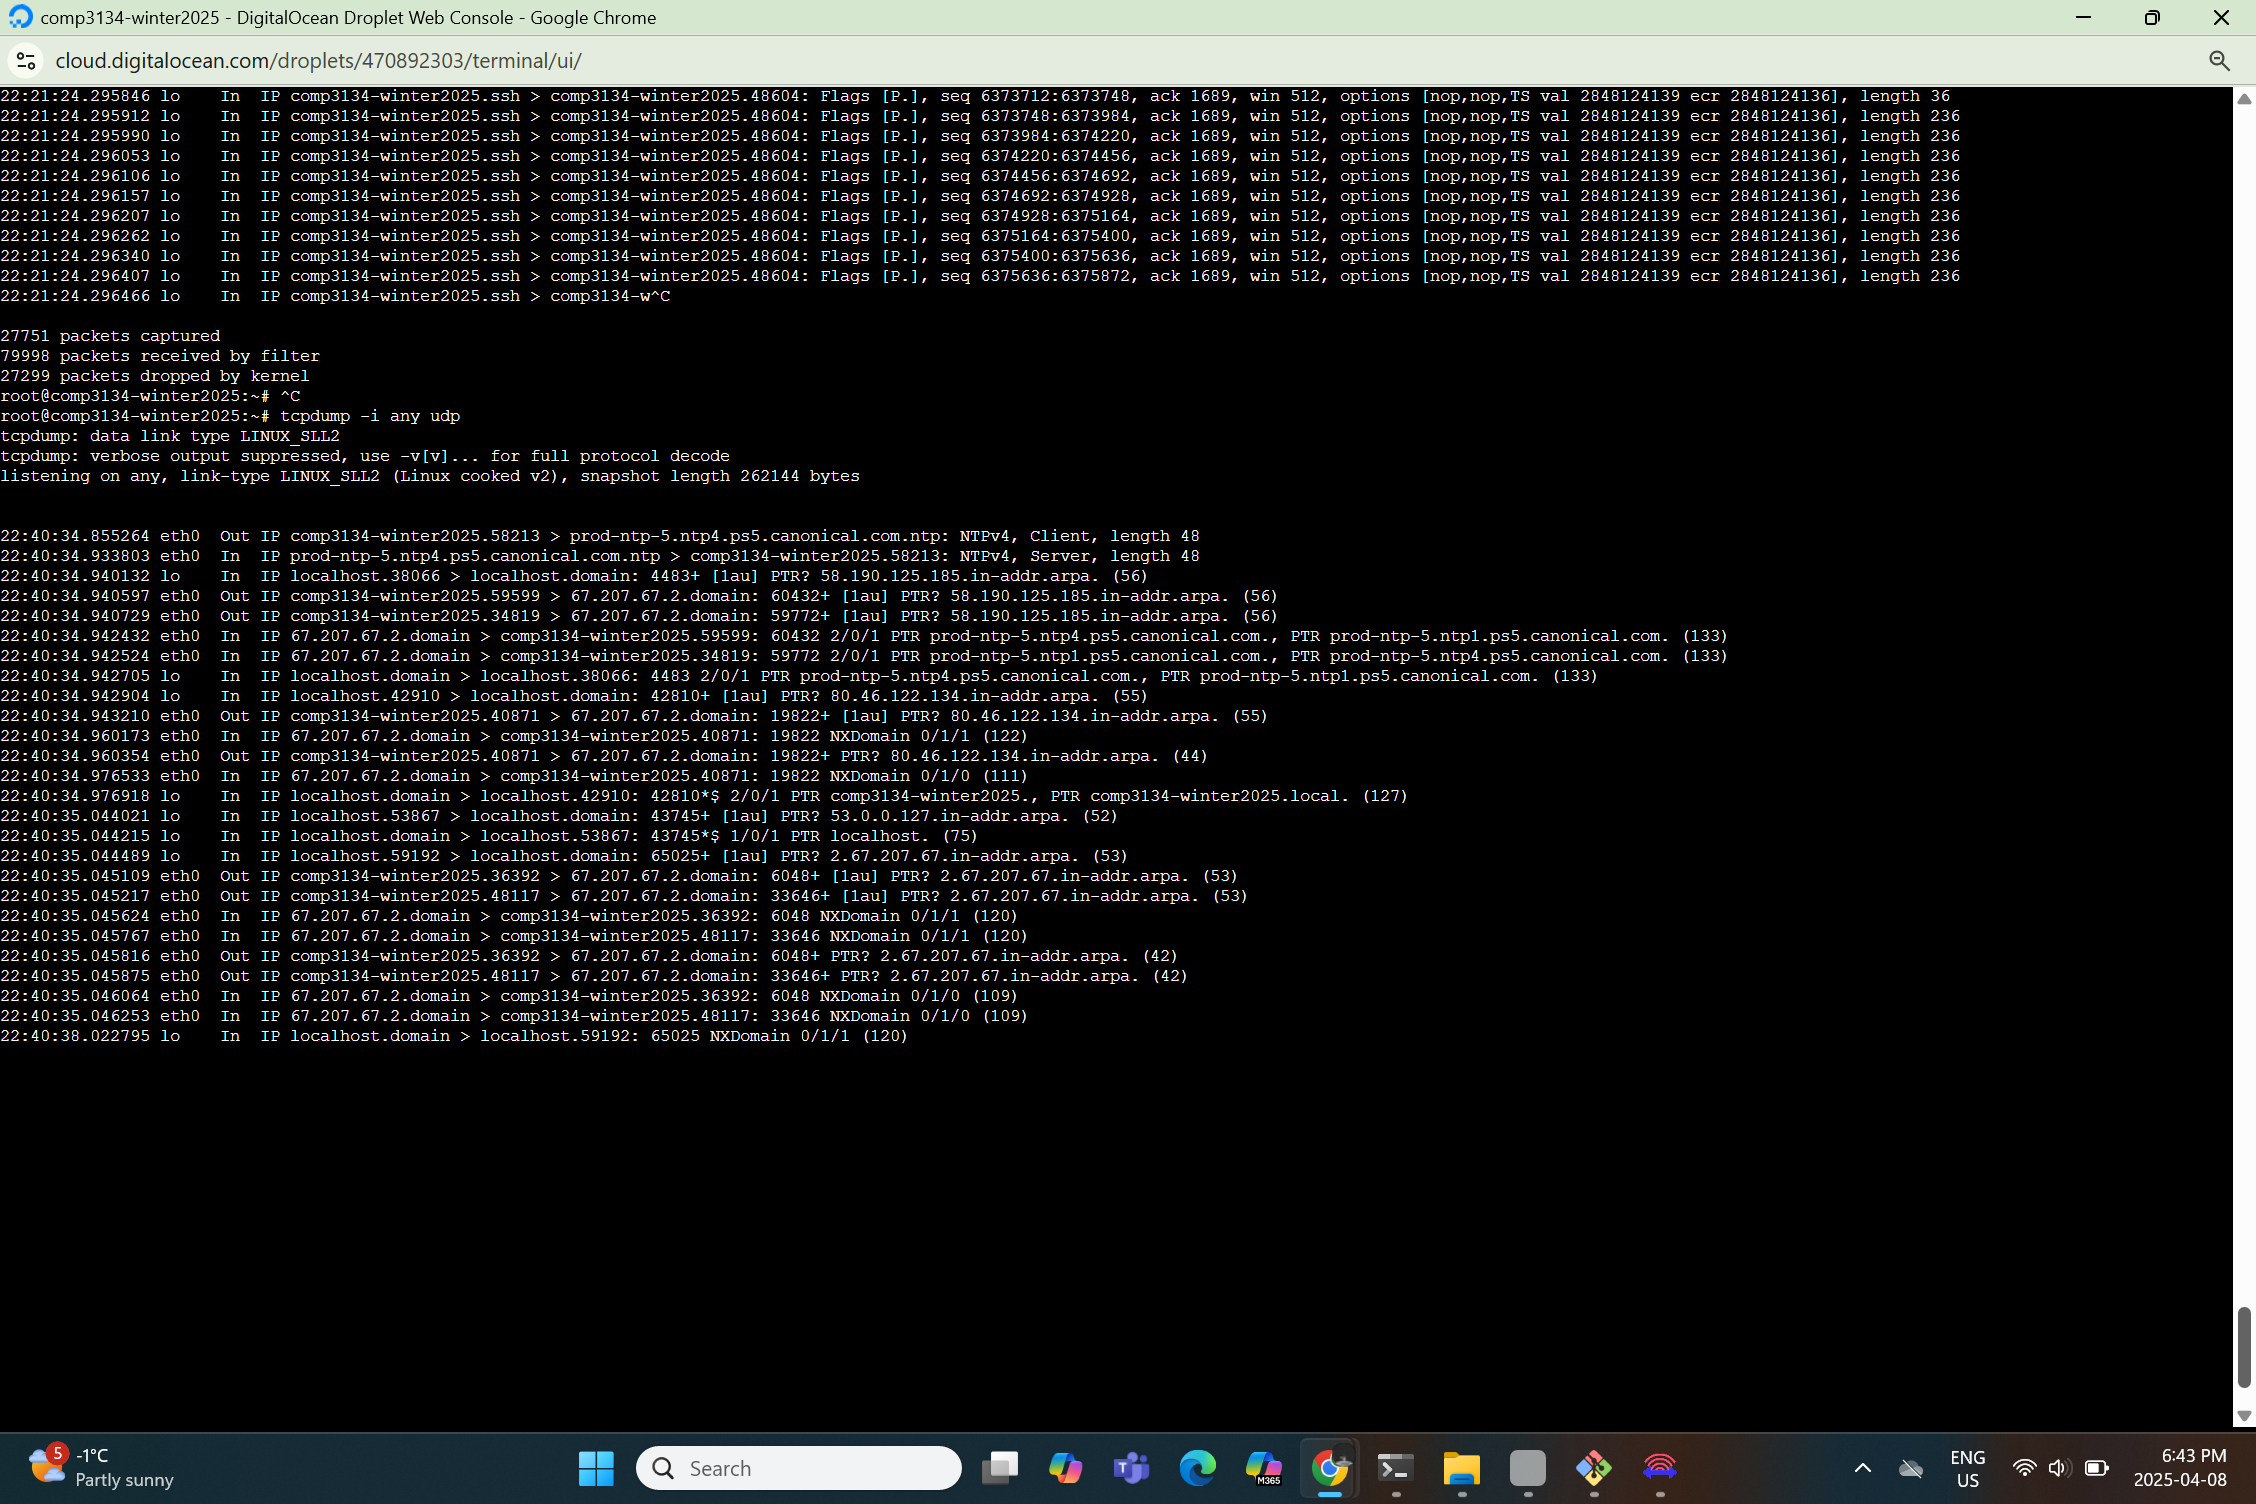 comp3134-winter2025 - DigitalOcean Droplet Web Console - Google Chrome
cloud.digitalocean.com/droplets/470892303/terminal/ui/
22:21:24.295846 lo    In  IP comp3134-winter2025.ssh > comp3134-winter2025.48604: Flags [P.], seq 6373712:6373748, ack 1689, win 512, options [nop,nop,TS val 2848124139 ecr 2848124136], length 36
22:21:24.295912 lo    In  IP comp3134-winter2025.ssh > comp3134-winter2025.48604: Flags [P.], seq 6373748:6373984, ack 1689, win 512, options [nop,nop,TS val 2848124139 ecr 2848124136], length 236
22:21:24.295990 lo    In  IP comp3134-winter2025.ssh > comp3134-winter2025.48604: Flags [P.], seq 6373984:6374220, ack 1689, win 512, options [nop,nop,TS val 2848124139 ecr 2848124136], length 236
22:21:24.296053 lo    In  IP comp3134-winter2025.ssh > comp3134-winter2025.48604: Flags [P.], seq 6374220:6374456, ack 1689, win 512, options [nop,nop,TS val 2848124139 ecr 2848124136], length 236
22:21:24.296106 lo    In  IP comp3134-winter2025.ssh > comp3134-winter2025.48604: Flags [P.], seq 6374456:6374692, ack 1689, win 512, options [nop,nop,TS val 2848124139 ecr 2848124136], length 236
22:21:24.296157 lo    In  IP comp3134-winter2025.ssh > comp3134-winter2025.48604: Flags [P.], seq 6374692:6374928, ack 1689, win 512, options [nop,nop,TS val 2848124139 ecr 2848124136], length 236
22:21:24.296207 lo    In  IP comp3134-winter2025.ssh > comp3134-winter2025.48604: Flags [P.], seq 6374928:6375164, ack 1689, win 512, options [nop,nop,TS val 2848124139 ecr 2848124136], length 236
22:21:24.296262 lo    In  IP comp3134-winter2025.ssh > comp3134-winter2025.48604: Flags [P.], seq 6375164:6375400, ack 1689, win 512, options [nop,nop,TS val 2848124139 ecr 2848124136], length 236
22:21:24.296340 lo    In  IP comp3134-winter2025.ssh > comp3134-winter2025.48604: Flags [P.], seq 6375400:6375636, ack 1689, win 512, options [nop,nop,TS val 2848124139 ecr 2848124136], length 236
22:21:24.296407 lo    In  IP comp3134-winter2025.ssh > comp3134-winter2025.48604: Flags [P.], seq 6375636:6375872, ack 1689, win 512, options [nop,nop,TS val 2848124139 ecr 2848124136], length 236
22:21:24.296466 lo    In  IP comp3134-winter2025.ssh > comp3134-w^C
27751 packets captured
79998 packets received by filter
27299 packets dropped by kernel
root@comp3134-winter2025:~# ^C
root@comp3134-winter2025:~# tcpdump -i any udp
tcpdump: data link type LINUX_SLL2
tcpdump: verbose output suppressed, use -v[v]... for full protocol decode
listening on any, link-type LINUX_SLL2 (Linux cooked v2), snapshot length 262144 bytes
22:40:34.855264 eth0  Out IP comp3134-winter2025.58213 > prod-ntp-5.ntp4.ps5.canonical.com.ntp: NTPv4, Client, length 48
22:40:34.933803 eth0  In  IP prod-ntp-5.ntp4.ps5.canonical.com.ntp > comp3134-winter2025.58213: NTPv4, Server, length 48
22:40:34.940132 lo    In  IP localhost.38066 > localhost.domain: 4483+ [1au] PTR? 58.190.125.185.in-addr.arpa. (56)
22:40:34.940597 eth0  Out IP comp3134-winter2025.59599 > 67.207.67.2.domain: 60432+ [1au] PTR? 58.190.125.185.in-addr.arpa. (56)
22:40:34.940729 eth0  Out IP comp3134-winter2025.34819 > 67.207.67.2.domain: 59772+ [1au] PTR? 58.190.125.185.in-addr.arpa. (56)
22:40:34.942432 eth0  In  IP 67.207.67.2.domain > comp3134-winter2025.59599: 60432 2/0/1 PTR prod-ntp-5.ntp4.ps5.canonical.com., PTR prod-ntp-5.ntp1.ps5.canonical.com. (133)
22:40:34.942524 eth0  In  IP 67.207.67.2.domain > comp3134-winter2025.34819: 59772 2/0/1 PTR prod-ntp-5.ntp1.ps5.canonical.com., PTR prod-ntp-5.ntp4.ps5.canonical.com. (133)
22:40:34.942705 lo    In  IP localhost.domain > localhost.38066: 4483 2/0/1 PTR prod-ntp-5.ntp4.ps5.canonical.com., PTR prod-ntp-5.ntp1.ps5.canonical.com. (133)
22:40:34.942904 lo    In  IP localhost.42910 > localhost.domain: 42810+ [1au] PTR? 80.46.122.134.in-addr.arpa. (55)
22:40:34.943210 eth0  Out IP comp3134-winter2025.40871 > 67.207.67.2.domain: 19822+ [1au] PTR? 80.46.122.134.in-addr.arpa. (55)
22:40:34.960173 eth0  In  IP 67.207.67.2.domain > comp3134-winter2025.40871: 19822 NXDomain 0/1/1 (122)
22:40:34.960354 eth0  Out IP comp3134-winter2025.40871 > 67.207.67.2.domain: 19822+ PTR? 80.46.122.134.in-addr.arpa. (44)
22:40:34.976533 eth0  In  IP 67.207.67.2.domain > comp3134-winter2025.40871: 19822 NXDomain 0/1/0 (111)
22:40:34.976918 lo    In  IP localhost.domain > localhost.42910: 42810*$ 2/0/1 PTR comp3134-winter2025., PTR comp3134-winter2025.local. (127)
22:40:35.044021 lo    In  IP localhost.53867 > localhost.domain: 43745+ [1au] PTR? 53.0.0.127.in-addr.arpa. (52)
22:40:35.044215 lo    In  IP localhost.domain > localhost.53867: 43745*$ 1/0/1 PTR localhost. (75)
22:40:35.044489 lo    In  IP localhost.59192 > localhost.domain: 65025+ [1au] PTR? 2.67.207.67.in-addr.arpa. (53)
22:40:35.045109 eth0  Out IP comp3134-winter2025.36392 > 67.207.67.2.domain: 6048+ [1au] PTR? 2.67.207.67.in-addr.arpa. (53)
22:40:35.045217 eth0  Out IP comp3134-winter2025.48117 > 67.207.67.2.domain: 33646+ [1au] PTR? 2.67.207.67.in-addr.arpa. (53)
22:40:35.045624 eth0  In  IP 67.207.67.2.domain > comp3134-winter2025.36392: 6048 NXDomain 0/1/1 (120)
22:40:35.045767 eth0  In  IP 67.207.67.2.domain > comp3134-winter2025.48117: 33646 NXDomain 0/1/1 (120)
22:40:35.045816 eth0  Out IP comp3134-winter2025.36392 > 67.207.67.2.domain: 6048+ PTR? 2.67.207.67.in-addr.arpa. (42)
22:40:35.045875 eth0  Out IP comp3134-winter2025.48117 > 67.207.67.2.domain: 33646+ PTR? 2.67.207.67.in-addr.arpa. (42)
22:40:35.046064 eth0  In  IP 67.207.67.2.domain > comp3134-winter2025.36392: 6048 NXDomain 0/1/0 (109)
22:40:35.046253 eth0  In  IP 67.207.67.2.domain > comp3134-winter2025.48117: 33646 NXDomain 0/1/0 (109)
22:40:38.022795 lo    In  IP localhost.domain > localhost.59192: 65025 NXDomain 0/1/1 (120)
5
-1°C
Partly sunny
Search
T
M365
ENG
US
6:43 PM
2025-04-08